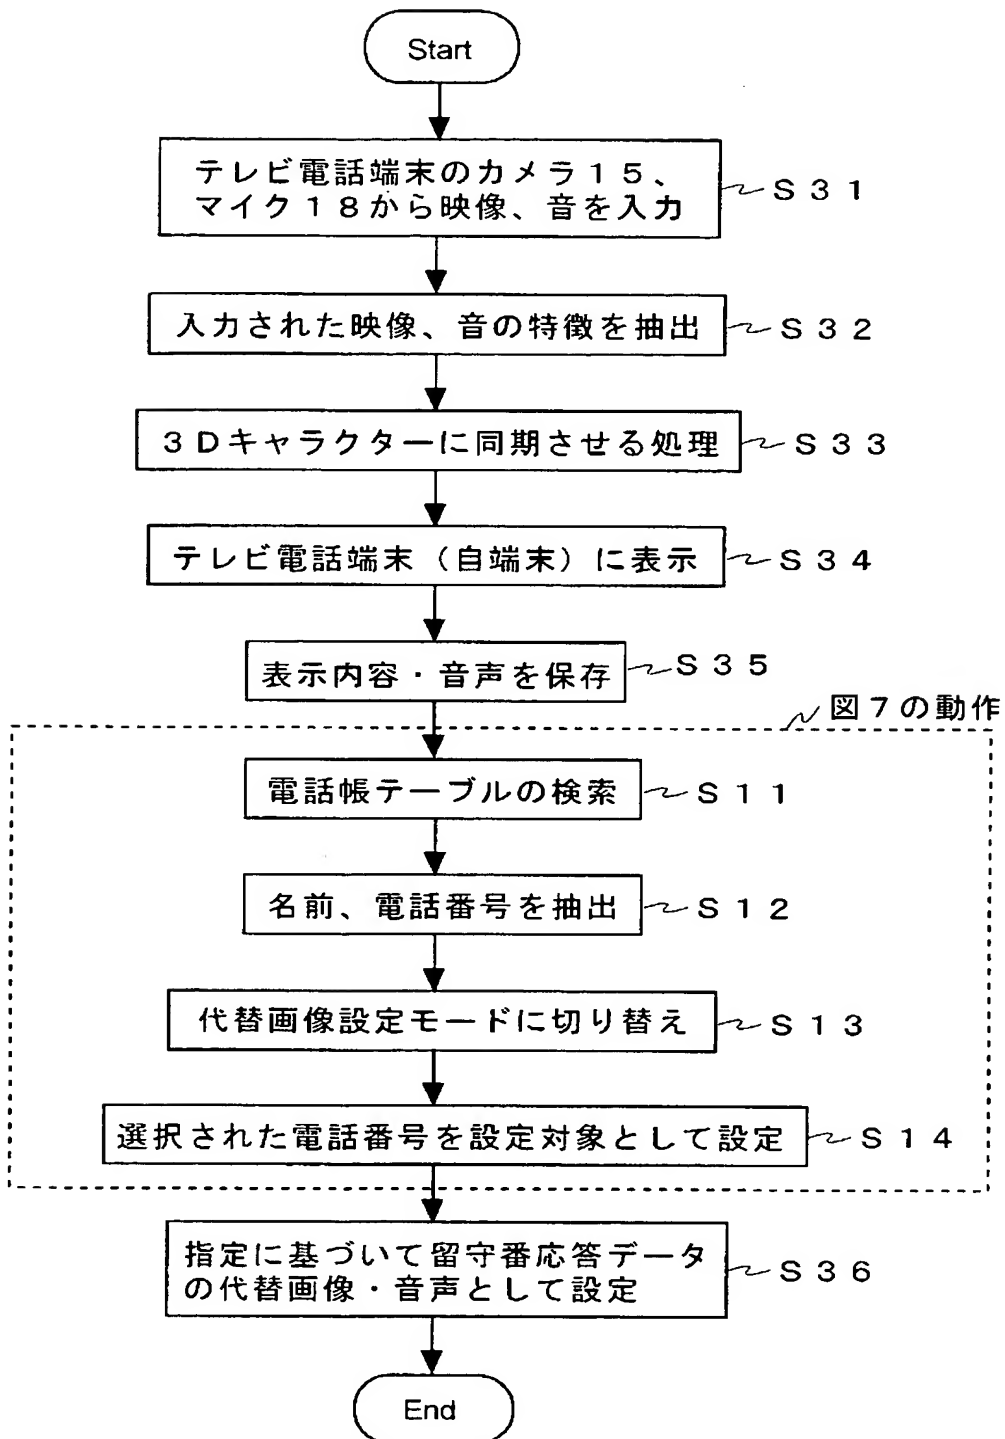 Start
テレビ電話端末のカメラ１５、
マイク１８から映像、音を入力
Ｓ３１
入力された映像、音の特徴を抽出
Ｓ３２
３Ｄキャラクターに同期させる処理
Ｓ３３
テレビ電話端末（自端末）に表示
Ｓ３４
表示内容・音声を保存
Ｓ３５
図７の動作
電話帳テーブルの検索
Ｓ１１
名前、電話番号を抽出
Ｓ１２
代替画像設定モードに切り替え
Ｓ１３
選択された電話番号を設定対象として設定
Ｓ１４
指定に基づいて留守番応答データ
の代替画像・音声として設定
Ｓ３６
End